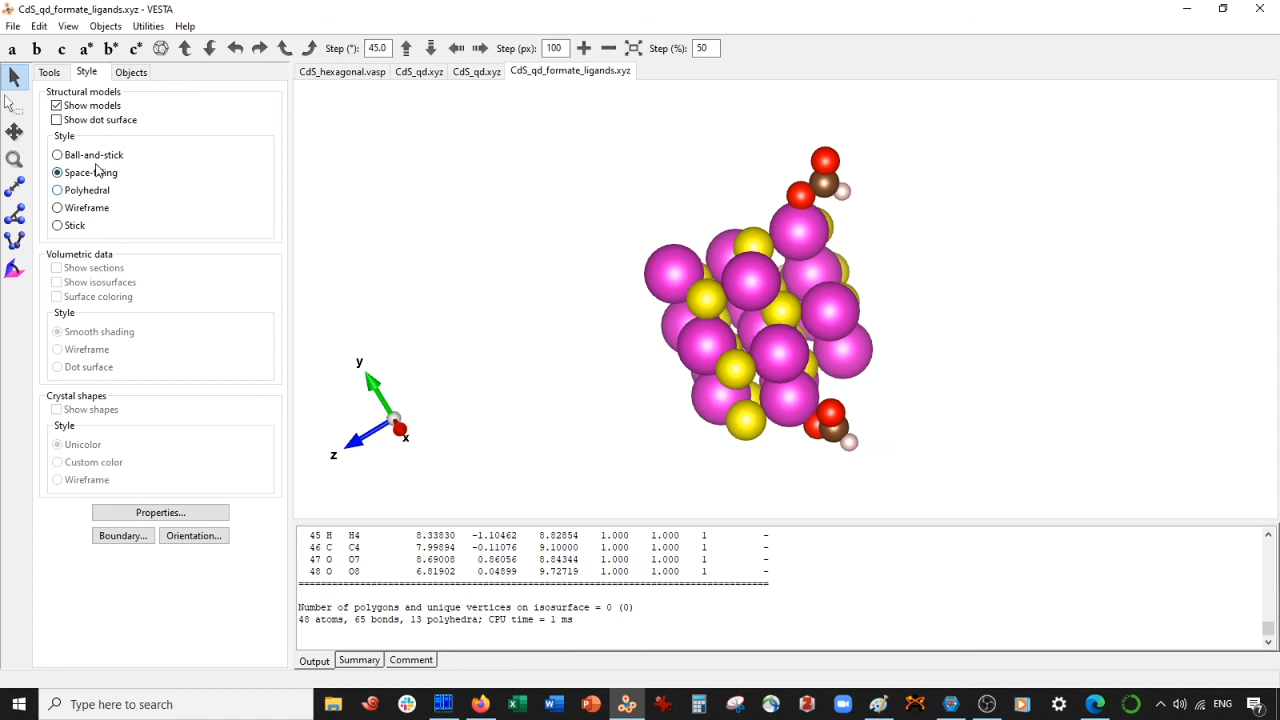 CdS_qd_formate_ligands.xyz - VESTA
File Edit View Objects Utilities Help
a b c a* b* c* Step (°): 45.0 Step (px): 100 Step (%): 50
Tools Style Objects
CdS_hexagonal.vasp CdS_qd.xyz CdS_qd.xyz CdS_qd_formate_ligands.xyz
Structural models
Show models
Show dot surface
Style
Ball-and-stick
Polyhedral
Wireframe
Stick
Volumetric data
Show sections
Show isosurfaces
Surface coloring
Style
Smooth shading
Wireframe
Dot surface
Crystal shapes
Show shapes
Style
Unicolor
Custom color
Wireframe
Properties...
Boundary... Orientation...
y
z
x
45 H H4 8.33830 -1.10462 8.82854 1.000 1.000 1 -
46 C C4 7.99894 -0.11076 9.10000 1.000 1.000 1 -
47 O O7 8.69008 0.86056 8.84344 1.000 1.000 1 -
48 O O8 6.81902 0.04899 9.72719 1.000 1.000 1 -
Number of polygons and unique vertices on isosurface = 0 (0)
48 atoms, 65 bonds, 13 polyhedra; CPU time = 1 ms
Output Summary Comment
Type here to search
ENG